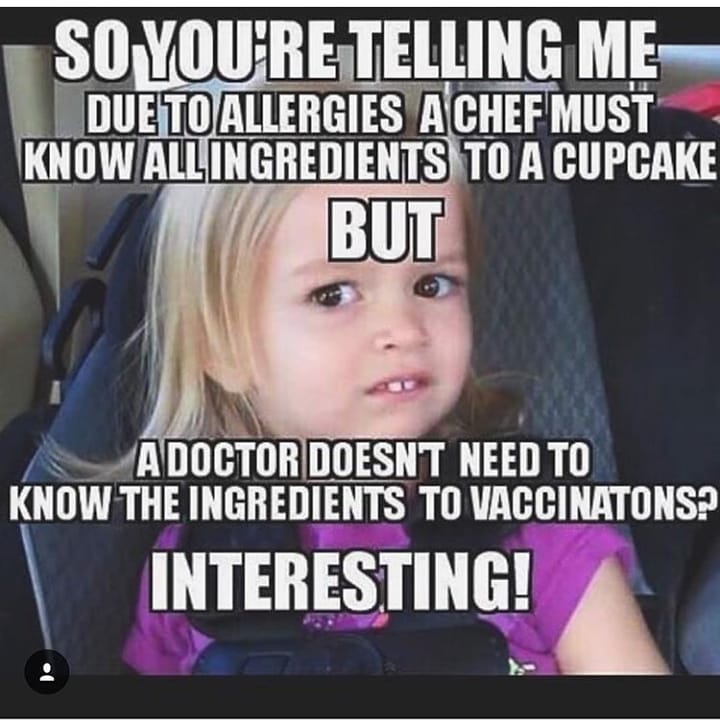 SO YOU'RE TELLING ME
DUE TO ALLERGIES A CHEF MUST
KNOW ALL INGREDIENTS TO A CUPCAKE
BUT
A DOCTOR DOESN'T NEED TO
KNOW THE INGREDIENTS TO VACCINATONS?
INTERESTING!